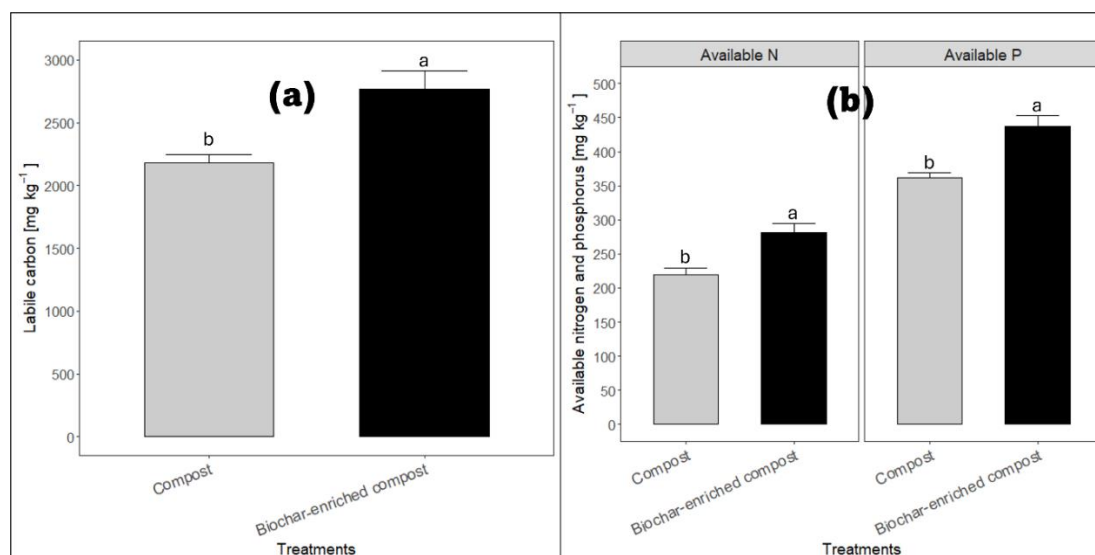 (a)
Labile carbon [mg kg⁻¹ ]
3000
2500
2000
1500
1000
500
0
b
a
Compost
Biochar-enriched compost
Treatments
(b)
Available N
Available P
Available nitrogen and phosphorus [mg kg⁻¹ ]
500
450
400
350
300
250
200
150
100
50
0
b
a
b
a
Compost
Biochar-enriched compost
Compost
Biochar-enriched compost
Treatments